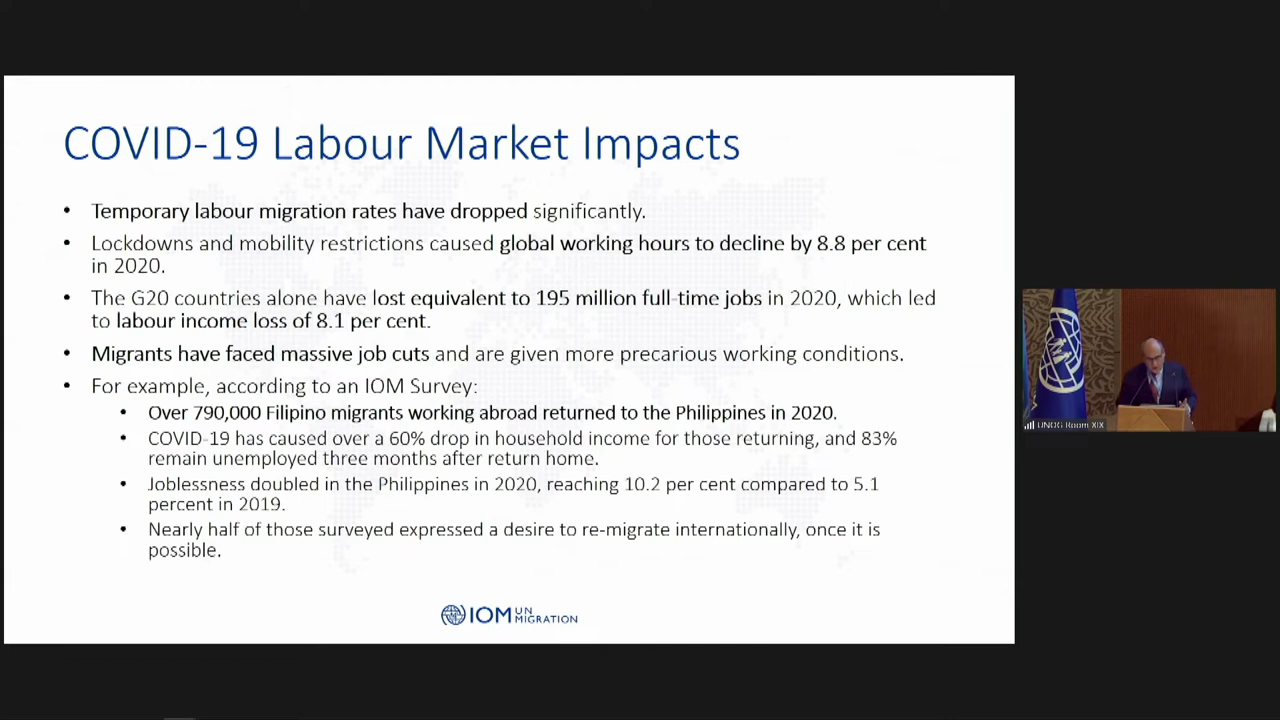 COVID-19 Labour Market Impacts
• Temporary labour migration rates have dropped significantly.
• Lockdowns and mobility restrictions caused global working hours to decline by 8.8 per cent
in 2020.
• The G20 countries alone have lost equivalent to 195 million full-time jobs in 2020, which led
to labour income loss of 8.1 per cent.
• Migrants have faced massive job cuts and are given more precarious working conditions.
• For example, according to an IOM Survey:
• Over 790,000 Filipino migrants working abroad returned to the Philippines in 2020.
• COVID-19 has caused over a 60% drop in household income for those returning, and 83%
remain unemployed three months after return home.
• Joblessness doubled in the Philippines in 2020, reaching 10.2 per cent compared to 5.1
percent in 2019.
• Nearly half of those surveyed expressed a desire to re-migrate internationally, once it is
possible.
IOM UN
MIGRATION
UNOG Room XIX